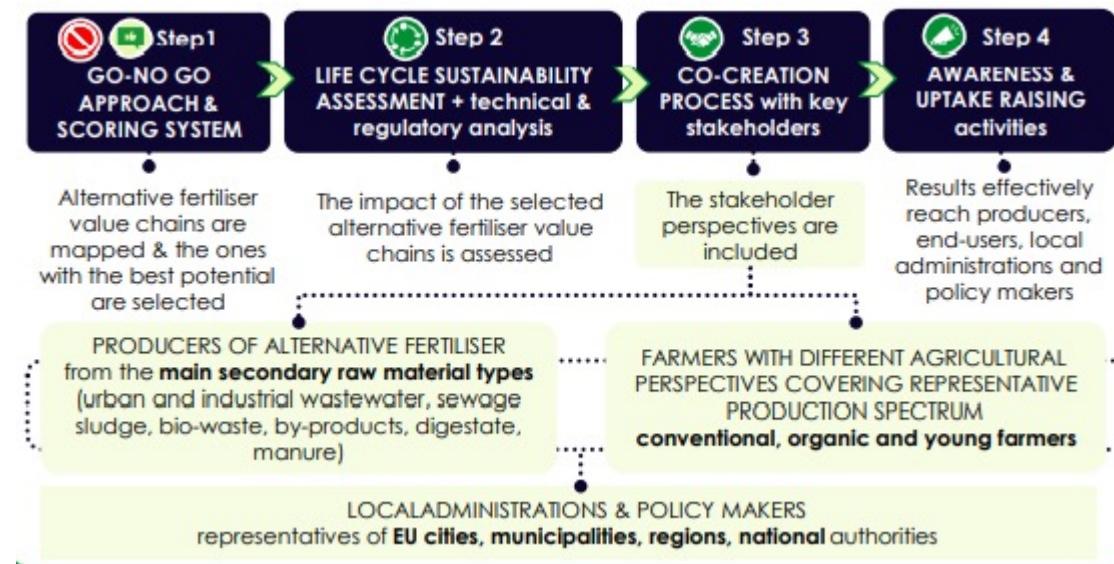 Step1
GO-NO GO
APPROACH &
SCORING SYSTEM
Step 2
LIFE CYCLE SUSTAINABILITY
ASSESSMENT + technical &
regulatory analysis
Step 3
CO-CREATION
PROCESS with key
stakeholders
Step 4
AWARENESS &
UPTAKE RAISING
activities
Alternative fertiliser
value chains are
mapped & the ones
with the best potential
are selected
The impact of the selected
alternative fertiliser value
chains is assessed
The stakeholder
perspectives are
included
Results effectively
reach producers,
end-users, local
administrations and
policy makers
PRODUCERS OF ALTERNATIVE FERTILISER
from the main secondary raw material types
(urban and industrial wastewater, sewage
sludge, bio-waste, by-products, digestate,
manure)
FARMERS WITH DIFFERENT AGRICULTURAL
PERSPECTIVES COVERING REPRESENTATIVE
PRODUCTION SPECTRUM
conventional, organic and young farmers
LOCALADMINISTRATIONS & POLICY MAKERS
representatives of EU cities, municipalities, regions, national authorities